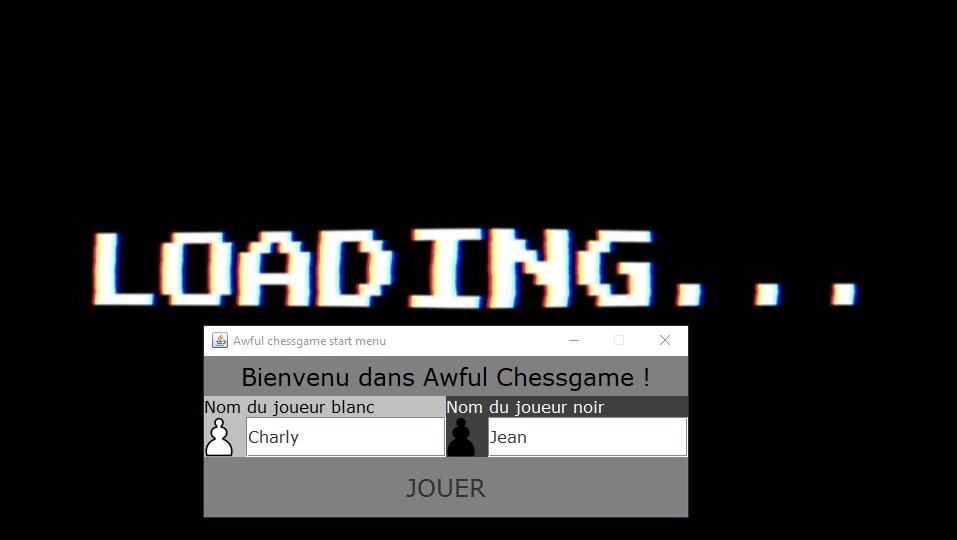 LOADING...
Awful chessgame start menu
Bienvenu dans Awful Chessgame !
Nom du joueur blanc
Nom du joueur noir
Charly
Jean
JOUER